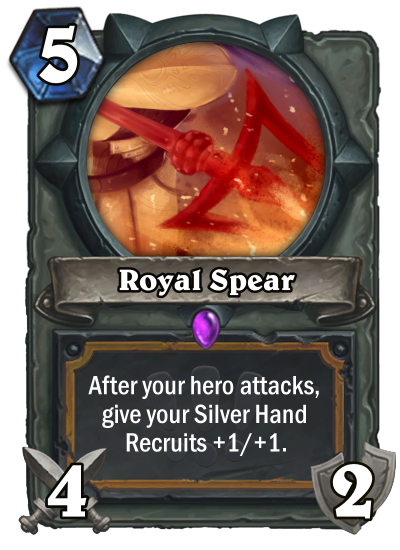 5
Royal Spear
After your hero attacks,
give your Silver Hand
Recruits +1/+1.
4
2